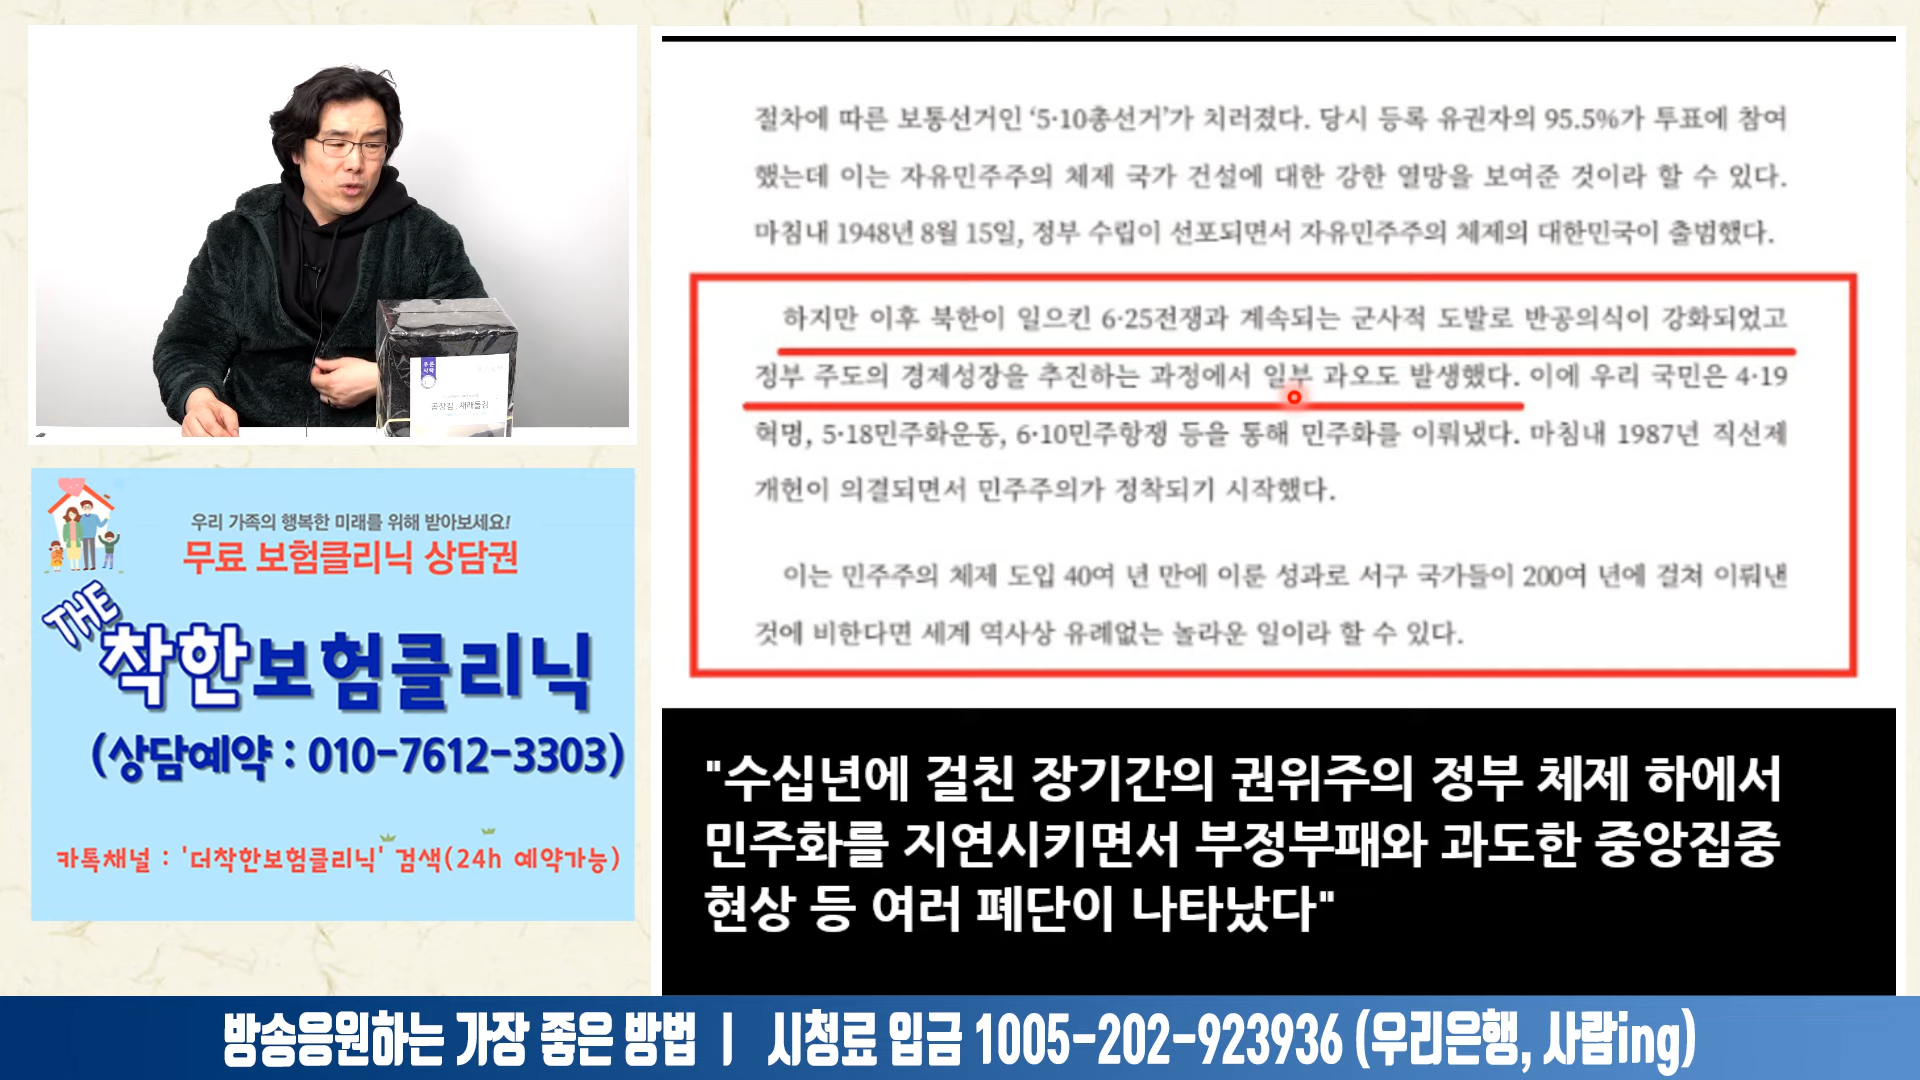 절차에 따른 보통선거인 ‘5·10총선거’가 치러졌다. 당시 등록 유권자의 95.5%가 투표에 참여
했는데 이는 자유민주주의 체제 국가 건설에 대한 강한 열망을 보여준 것이라 할 수 있다.
마침내 1948년 8월 15일, 정부 수립이 선포되면서 자유민주주의 체제의 대한민국이 출범했다.
하지만 이후 북한이 일으킨 6·25전쟁과 계속되는 군사적 도발로 반공의식이 강화되었고
정부 주도의 경제성장을 추진하는 과정에서 일부 과오도 발생했다. 이에 우리 국민은 4·19
혁명, 5·18민주화운동, 6·10민주항쟁 등을 통해 민주화를 이뤄냈다. 마침내 1987년 직선제
개헌이 의결되면서 민주주의가 정착되기 시작했다.
이는 민주주의 체제 도입 40여 년 만에 이룬 성과로 서구 국가들이 200여 년에 걸쳐 이뤄낸
것에 비한다면 세계 역사상 유례없는 놀라운 일이라 할 수 있다.
"수십년에 걸친 장기간의 권위주의 정부 체제 하에서
민주화를 지연시키면서 부정부패와 과도한 중앙집중
현상 등 여러 폐단이 나타났다"
곱창김, 재래돌김
우리 가족의 행복한 미래를 위해 받아보세요!
무료 보험클리닉 상담권
THE
착한보험클리닉
(상담예약 : 010-7612-3303)
카톡채널 : '더착한보험클리닉' 검색(24h 예약가능)
방송응원하는 가장 좋은 방법 ㅣ 시청료 입금 1005-202-923936 (우리은행, 사람ing)